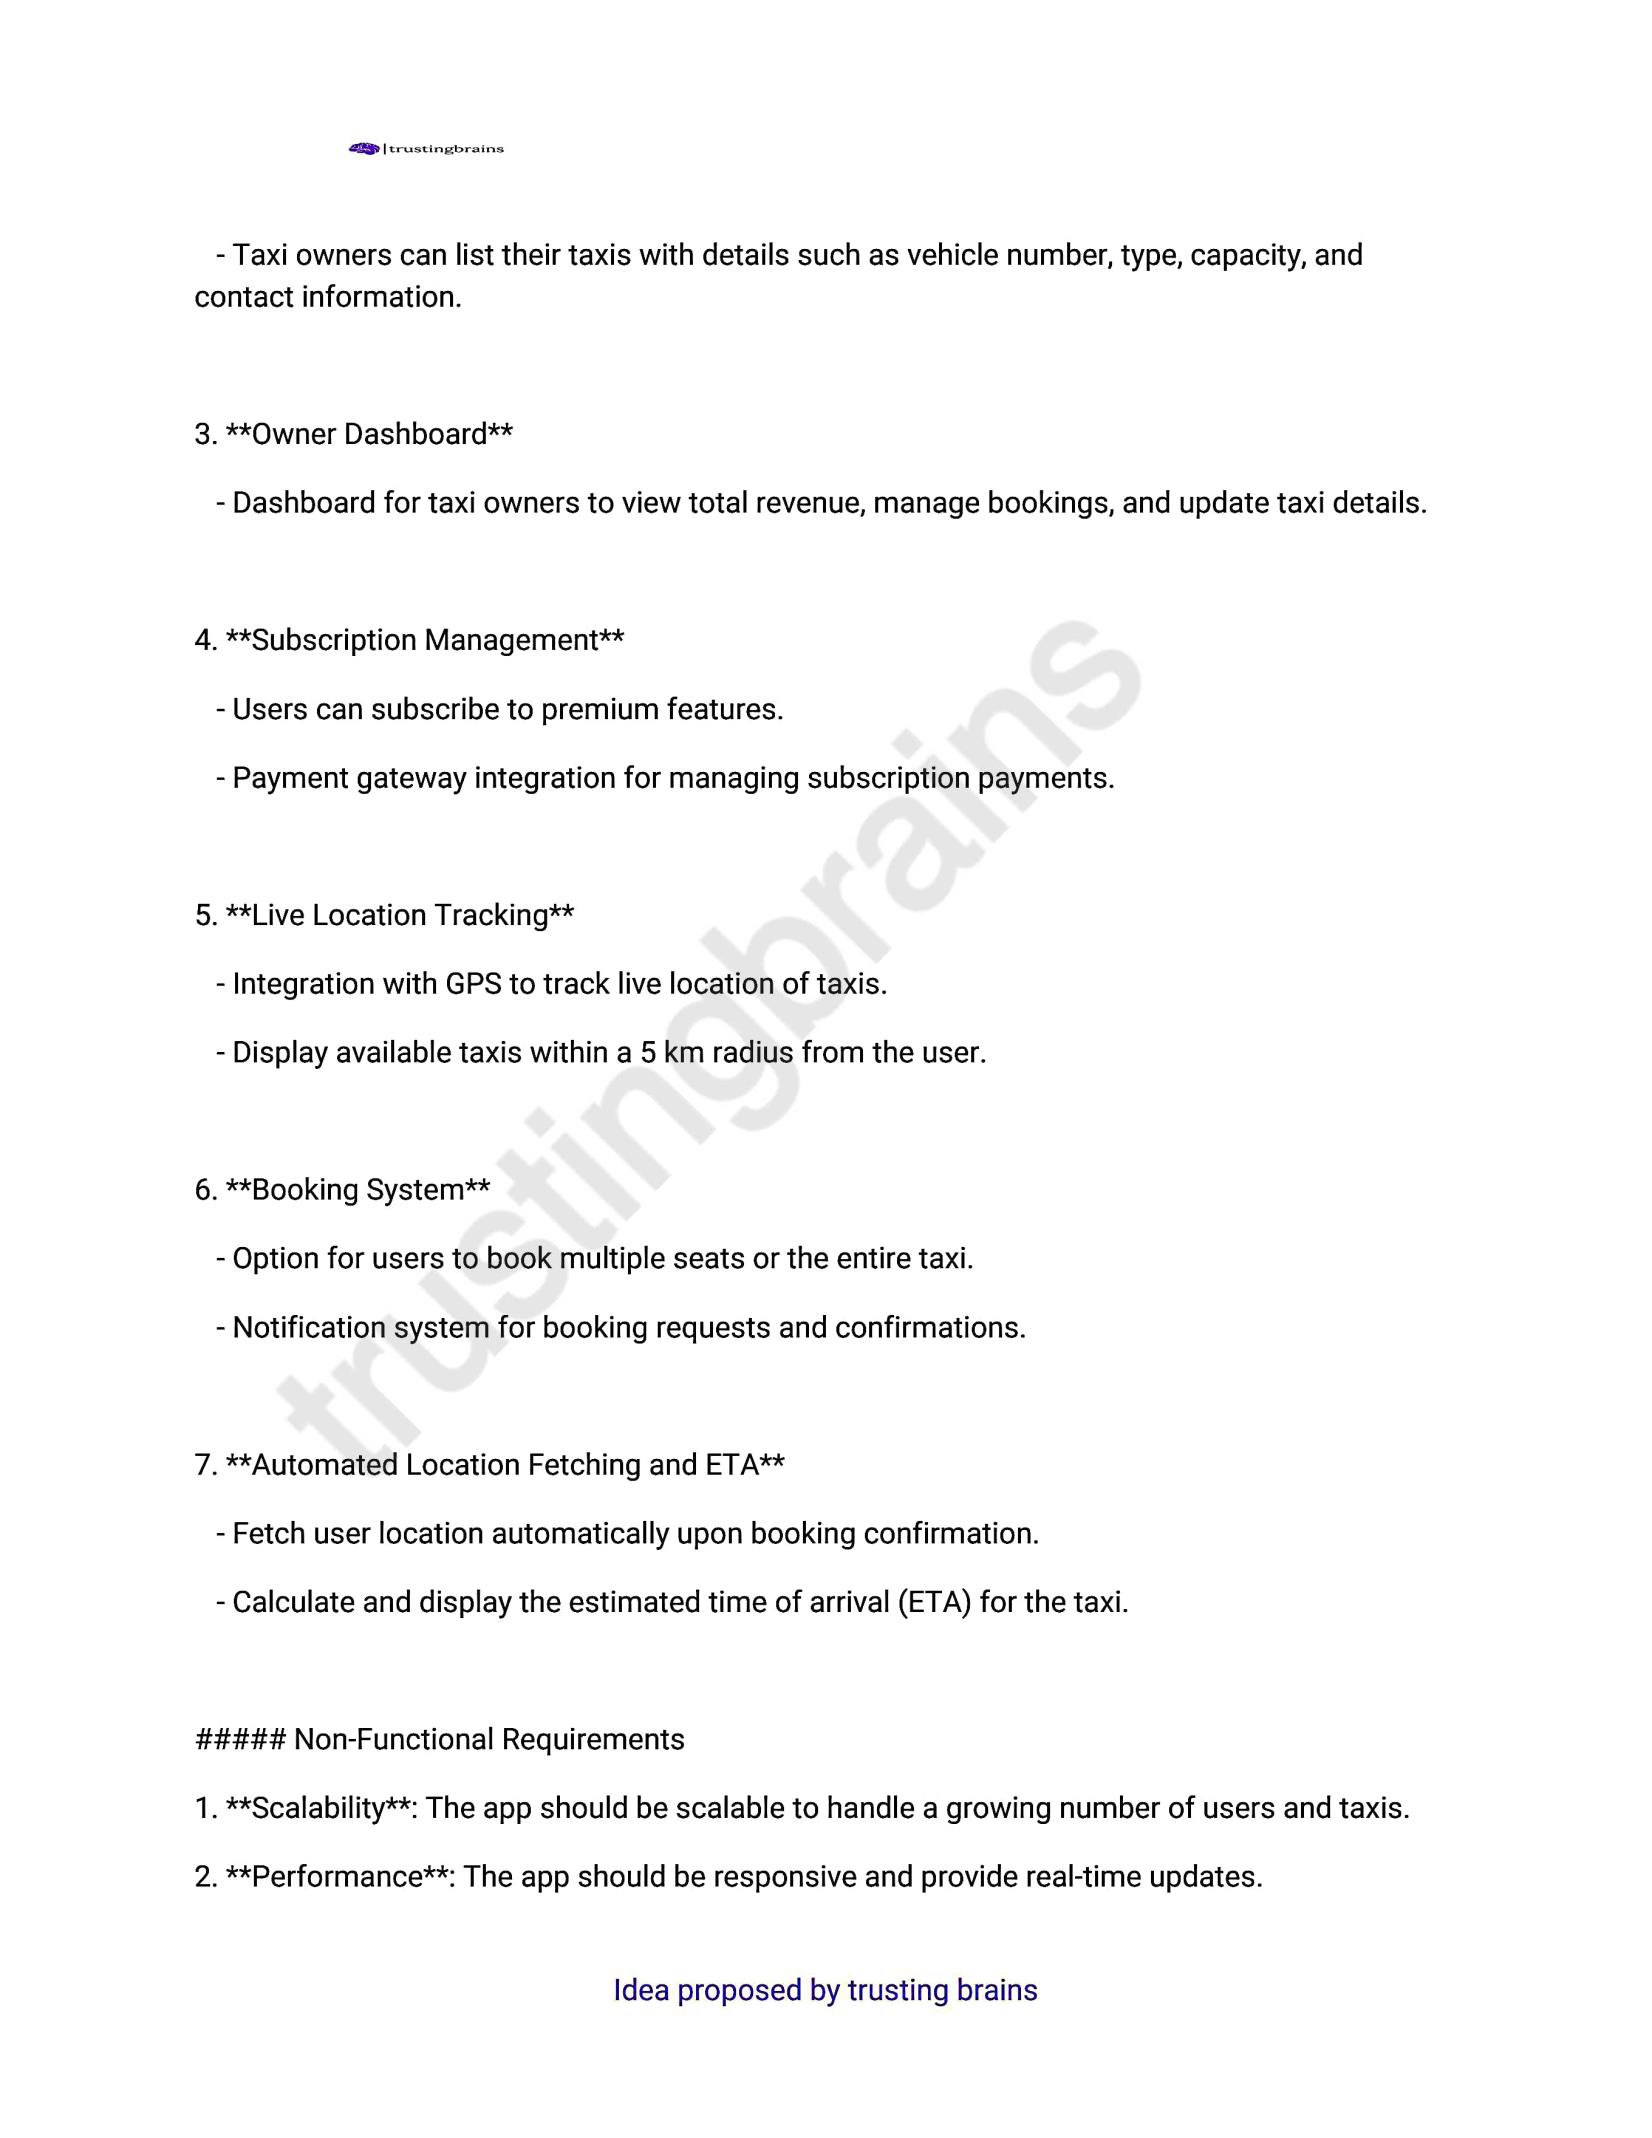 |trustingbrains
- Taxi owners can list their taxis with details such as vehicle number, type, capacity, and
contact information.
3. **Owner Dashboard**
- Dashboard for taxi owners to view total revenue, manage bookings, and update taxi details.
4. **Subscription Management**
- Users can subscribe to premium features.
- Payment gateway integration for managing subscription payments.
5. **Live Location Tracking**
- Integration with GPS to track live location of taxis.
- Display available taxis within a 5 km radius from the user.
6. **Booking System**
- Option for users to book multiple seats or the entire taxi.
- Notification system for booking requests and confirmations.
7. **Automated Location Fetching and ETA**
- Fetch user location automatically upon booking confirmation.
- Calculate and display the estimated time of arrival (ETA) for the taxi.
##### Non-Functional Requirements
1. **Scalability**: The app should be scalable to handle a growing number of users and taxis.
2. **Performance**: The app should be responsive and provide real-time updates.
Idea proposed by trusting brains
trustingbrains